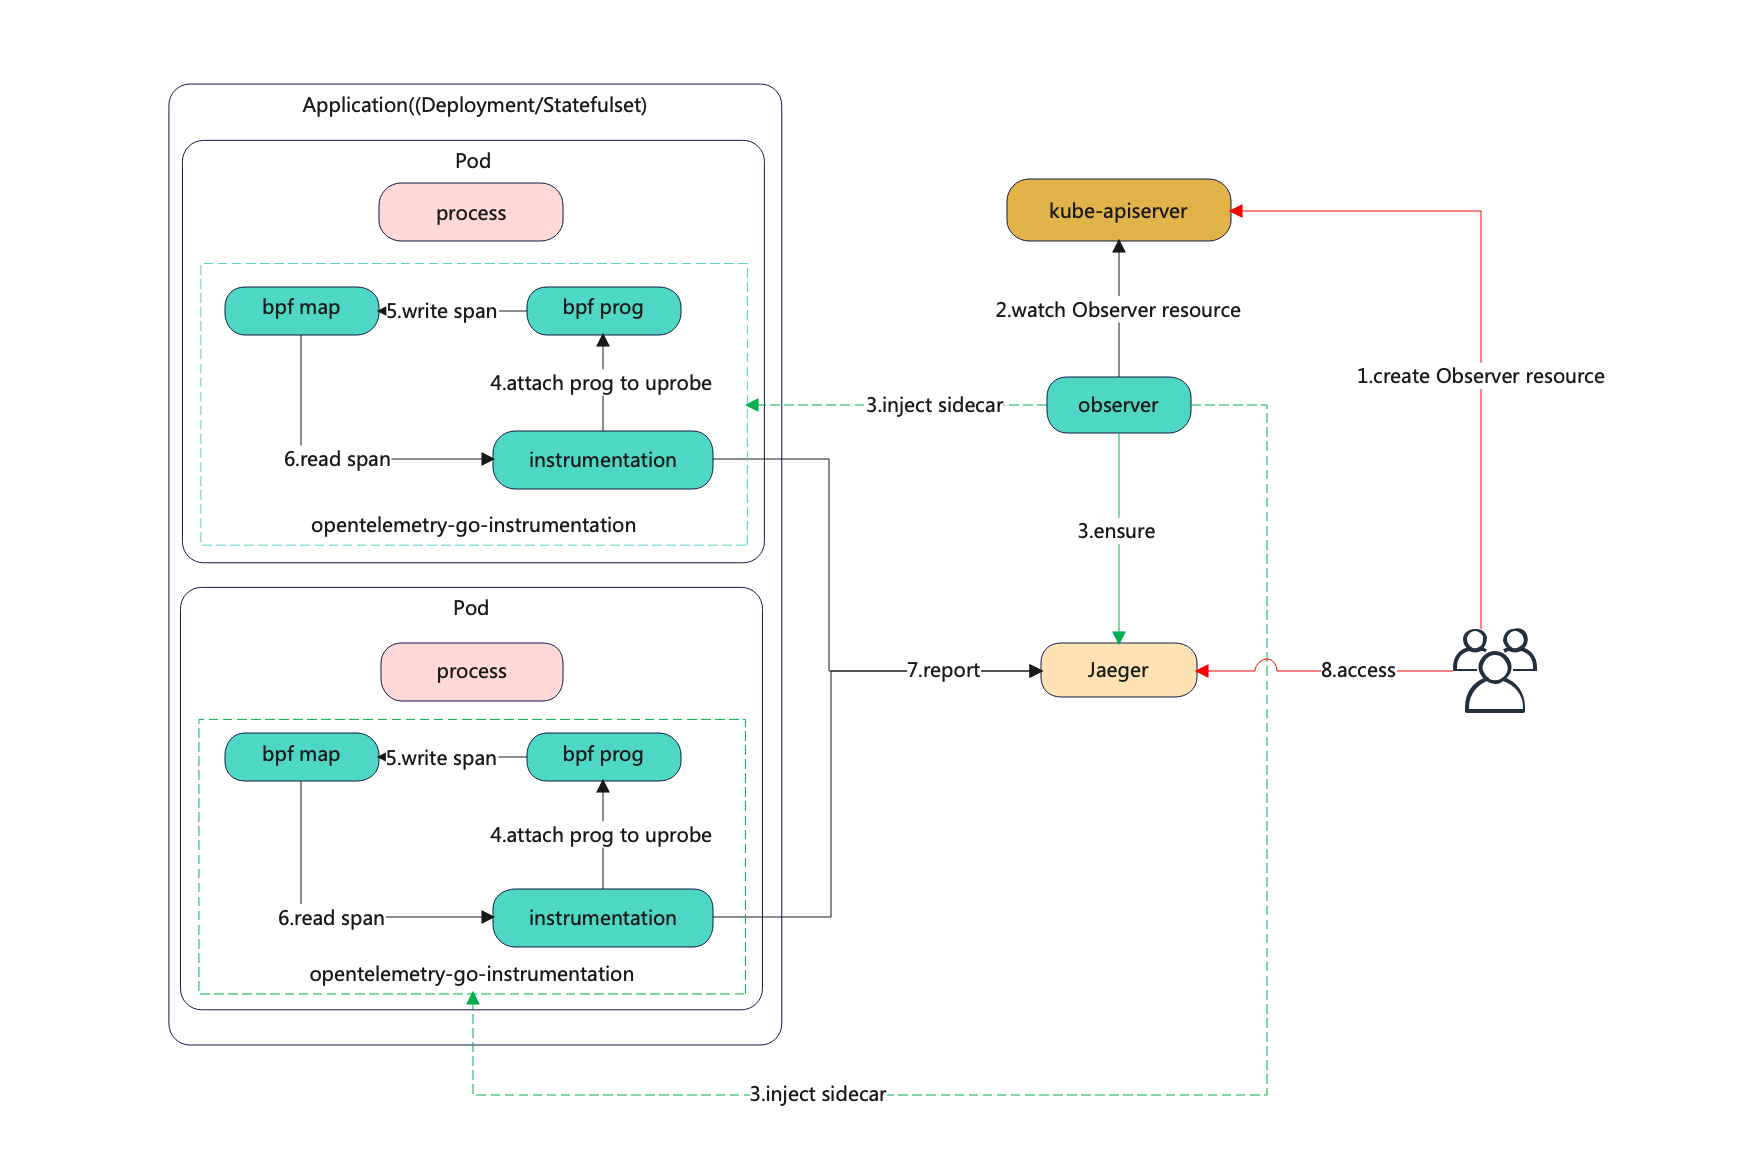 Application((Deployment/Statefulset)
Pod
process
bpf map
5.write span
bpf prog
4.attach prog to uprobe
6.read span
instrumentation
opentelemetry-go-instrumentation
Pod
process
bpf map
5.write span
bpf prog
4.attach prog to uprobe
6.read span
instrumentation
opentelemetry-go-instrumentation
kube-apiserver
2.watch Observer resource
1.create Observer resource
3.inject sidecar
observer
3.ensure
7.report
Jaeger
8.access
3.inject sidecar